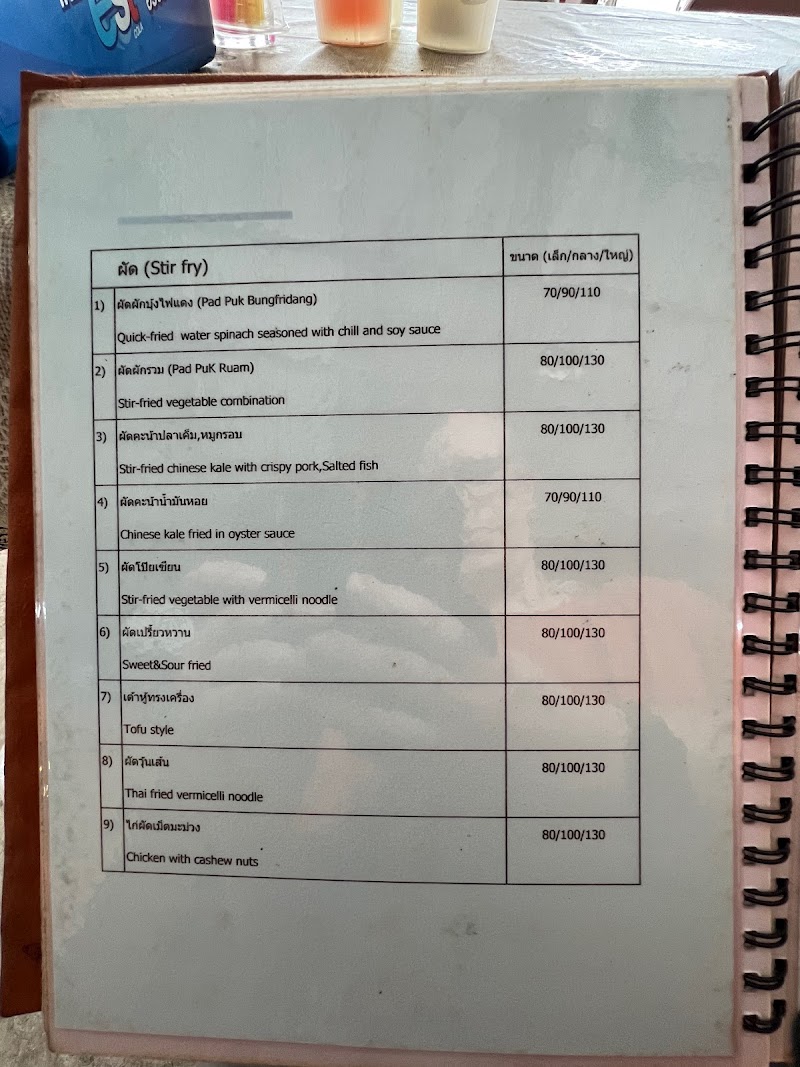 est
cola
ผัด (Stir fry)
ขนาด (เล็ก/กลาง/ใหญ่)
1) ผัดผักบุ้งไฟแดง (Pad Puk Bungfridang)
70/90/110
Quick-fried water spinach seasoned with chill and soy sauce
2) ผัดผักรวม (Pad PuK Ruam)
80/100/130
Stir-fried vegetable combination
3) ผัดคะน้าปลาเค็ม,หมูกรอบ
80/100/130
Stir-fried chinese kale with crispy pork,Salted fish
4) ผัดคะน้าน้ำมันหอย
70/90/110
Chinese kale fried in oyster sauce
5) ผัดโป๊ยเซียน
80/100/130
Stir-fried vegetable with vermicelli noodle
6) ผัดเปรี้ยวหวาน
80/100/130
Sweet&Sour fried
7) เต้าหู้ทรงเครื่อง
80/100/130
Tofu style
8) ผัดวุ้นเส้น
80/100/130
Thai fried vermicelli noodle
9) ไก่ผัดเม็ดมะม่วง
80/100/130
Chicken with cashew nuts